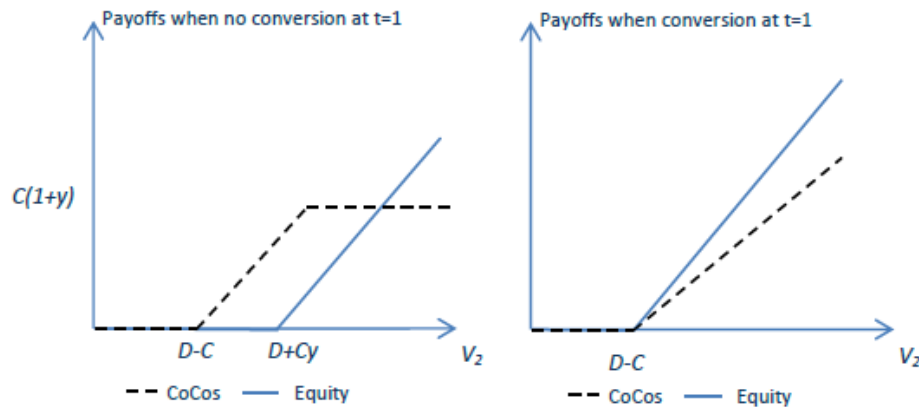 Payoffs when no conversion at t=1
C(1+y)
D-C
D+Cy
V2
CoCos
Equity
Payoffs when conversion at t=1
D-C
V2
CoCos
Equity